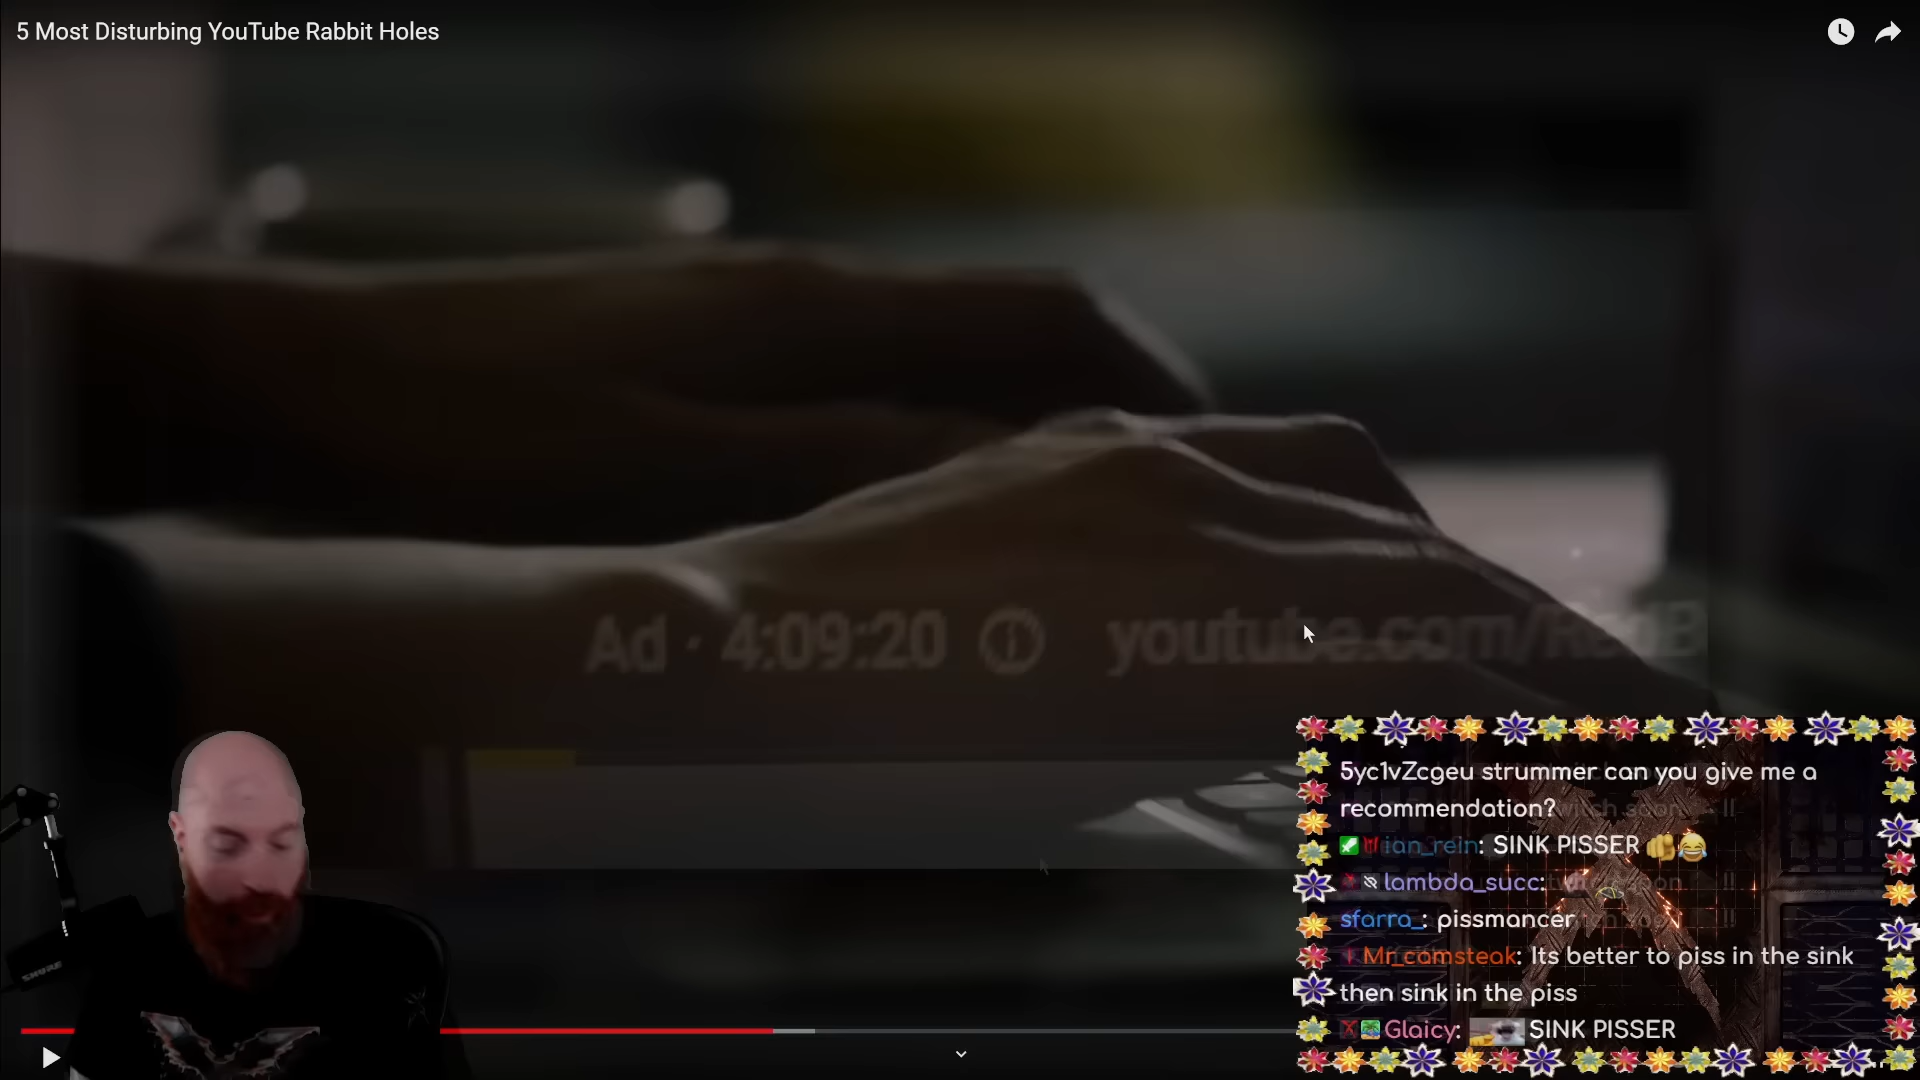 5 Most Disturbing YouTube Rabbit Holes
Ad · 4:09:20 youtube.com/RedB
5yc1vZcgeu strummer can you give me a
recommendation?
ian_rein: SINK PISSER 🫵😂
lambda_succ:
sfarra_: pissmancer
Mr_camsteak: Its better to piss in the sink
then sink in the piss
Glaicy: SINK PISSER
SHURE